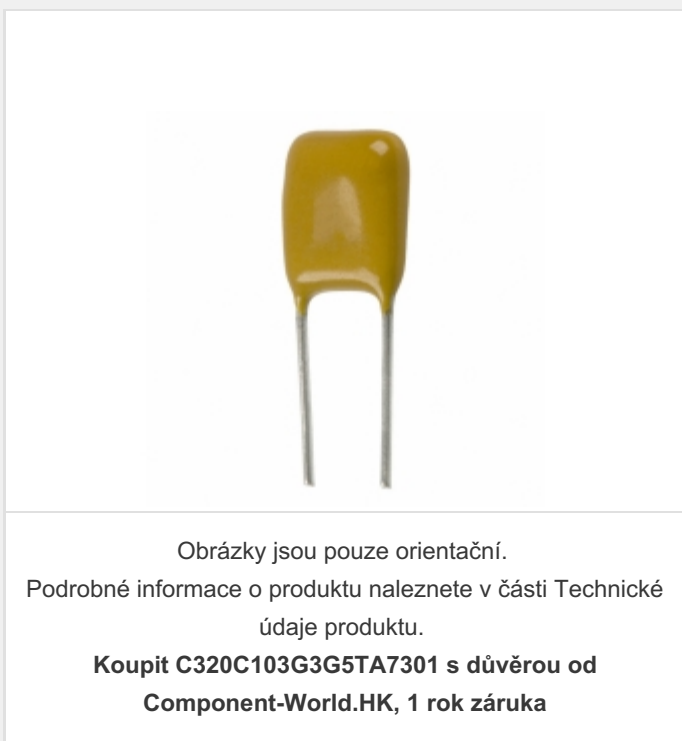 Obrázky jsou pouze orientační.
Podrobné informace o produktu naleznete v části Technické
údaje produktu.
Koupit C320C103G3G5TA7301 s důvěrou od
Component-World.HK, 1 rok záruka